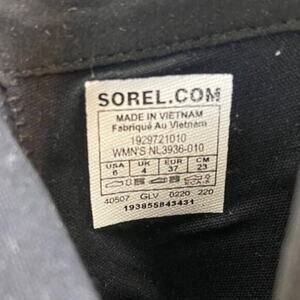 SOREL.COM
MADE IN VIETNAM
Fabriqué Au Vietnam
1929721010
WMN'S NL3936-010
USA UK EUR CM
6 4 37 23
40507 GLV 0220 220
193855843431